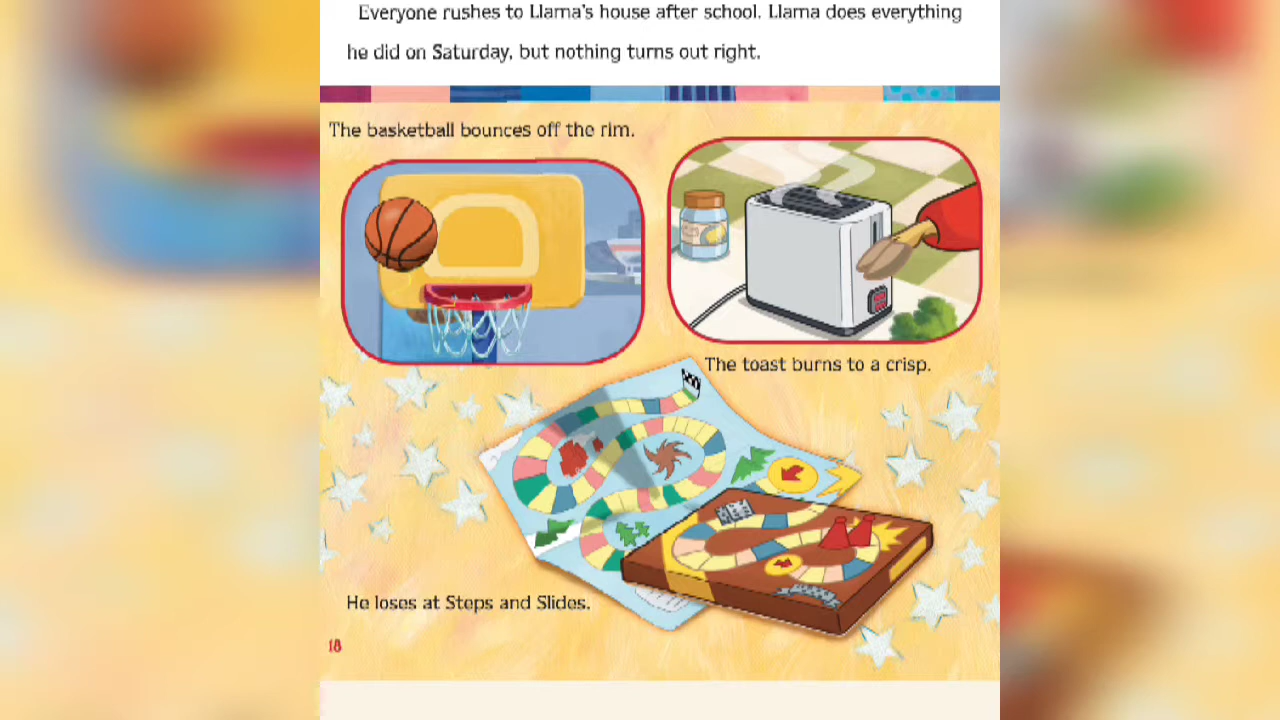 Everyone rushes to Llama's house after school. Llama does everything
he did on Saturday, but nothing turns out right.
The basketball bounces off the rim.
The toast burns to a crisp.
He loses at Steps and Slides.
18